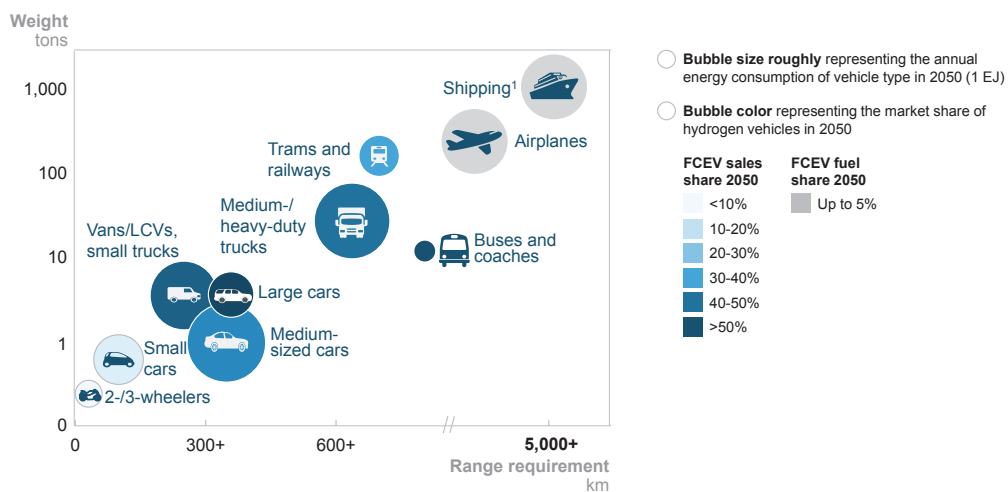 Weight
tons
1,000
100
10
1
0
0
300+
600+
5,000+
Range requirement
km
Shipping¹
Airplanes
Trams and
railways
Medium-/
heavy-duty
trucks
Buses and
coaches
Vans/LCVs,
small trucks
Large cars
Medium-
sized cars
Small
cars
2-/3-wheelers
Bubble size roughly representing the annual
energy consumption of vehicle type in 2050 (1 EJ)
Bubble color representing the market share of
hydrogen vehicles in 2050
FCEV sales
share 2050
<10%
10-20%
20-30%
30-40%
40-50%
>50%
FCEV fuel
share 2050
Up to 5%